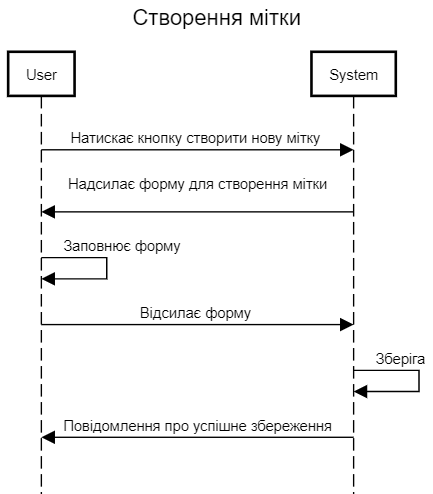 Створення мітки
User
System
Натискає кнопку створити нову мітку
Надсилає форму для створення мітки
Заповнює форму
Відсилає форму
Зберіга
Повідомлення про успішне збереження